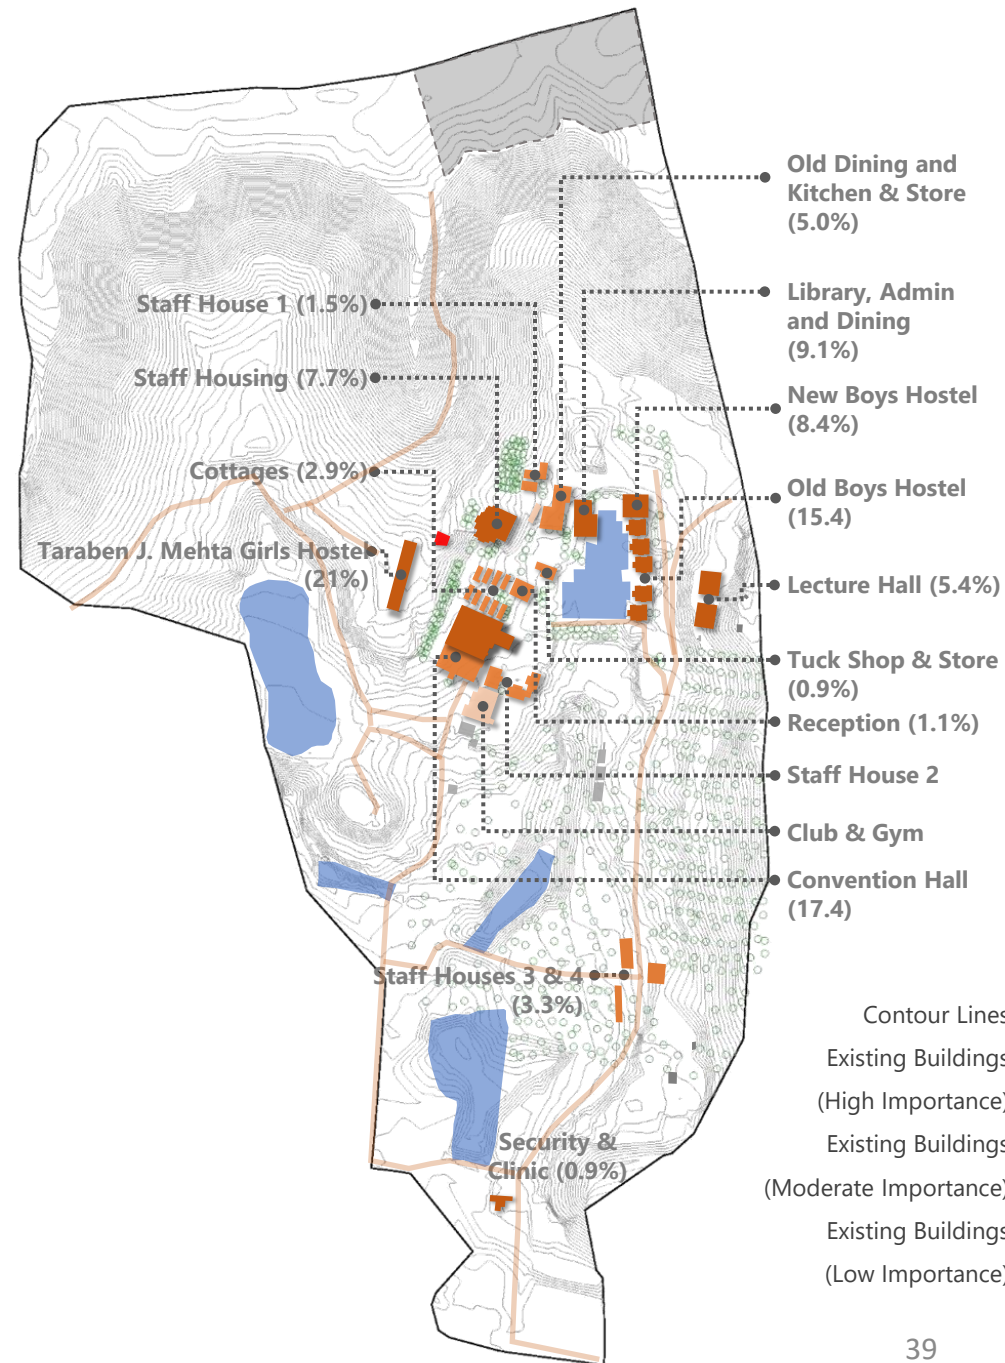 Old Dining and
Kitchen & Store
(5.0%)
Staff House 1 (1.5%)
Library, Admin
and Dining
(9.1%)
Staff Housing (7.7%)
New Boys Hostel
(8.4%)
Cottages (2.9%)
Old Boys Hostel
(15.4)
Taraben J. Mehta Girls Hostel
(21%)
Lecture Hall (5.4%)
Tuck Shop & Store
(0.9%)
Reception (1.1%)
Staff House 2
Club & Gym
Convention Hall
(17.4)
Staff Houses 3 & 4
(3.3%)
Contour Lines
Existing Buildings
(High Importance)
Existing Buildings
(Moderate Importance)
Existing Buildings
(Low Importance)
Security &
Clinic (0.9%)
39